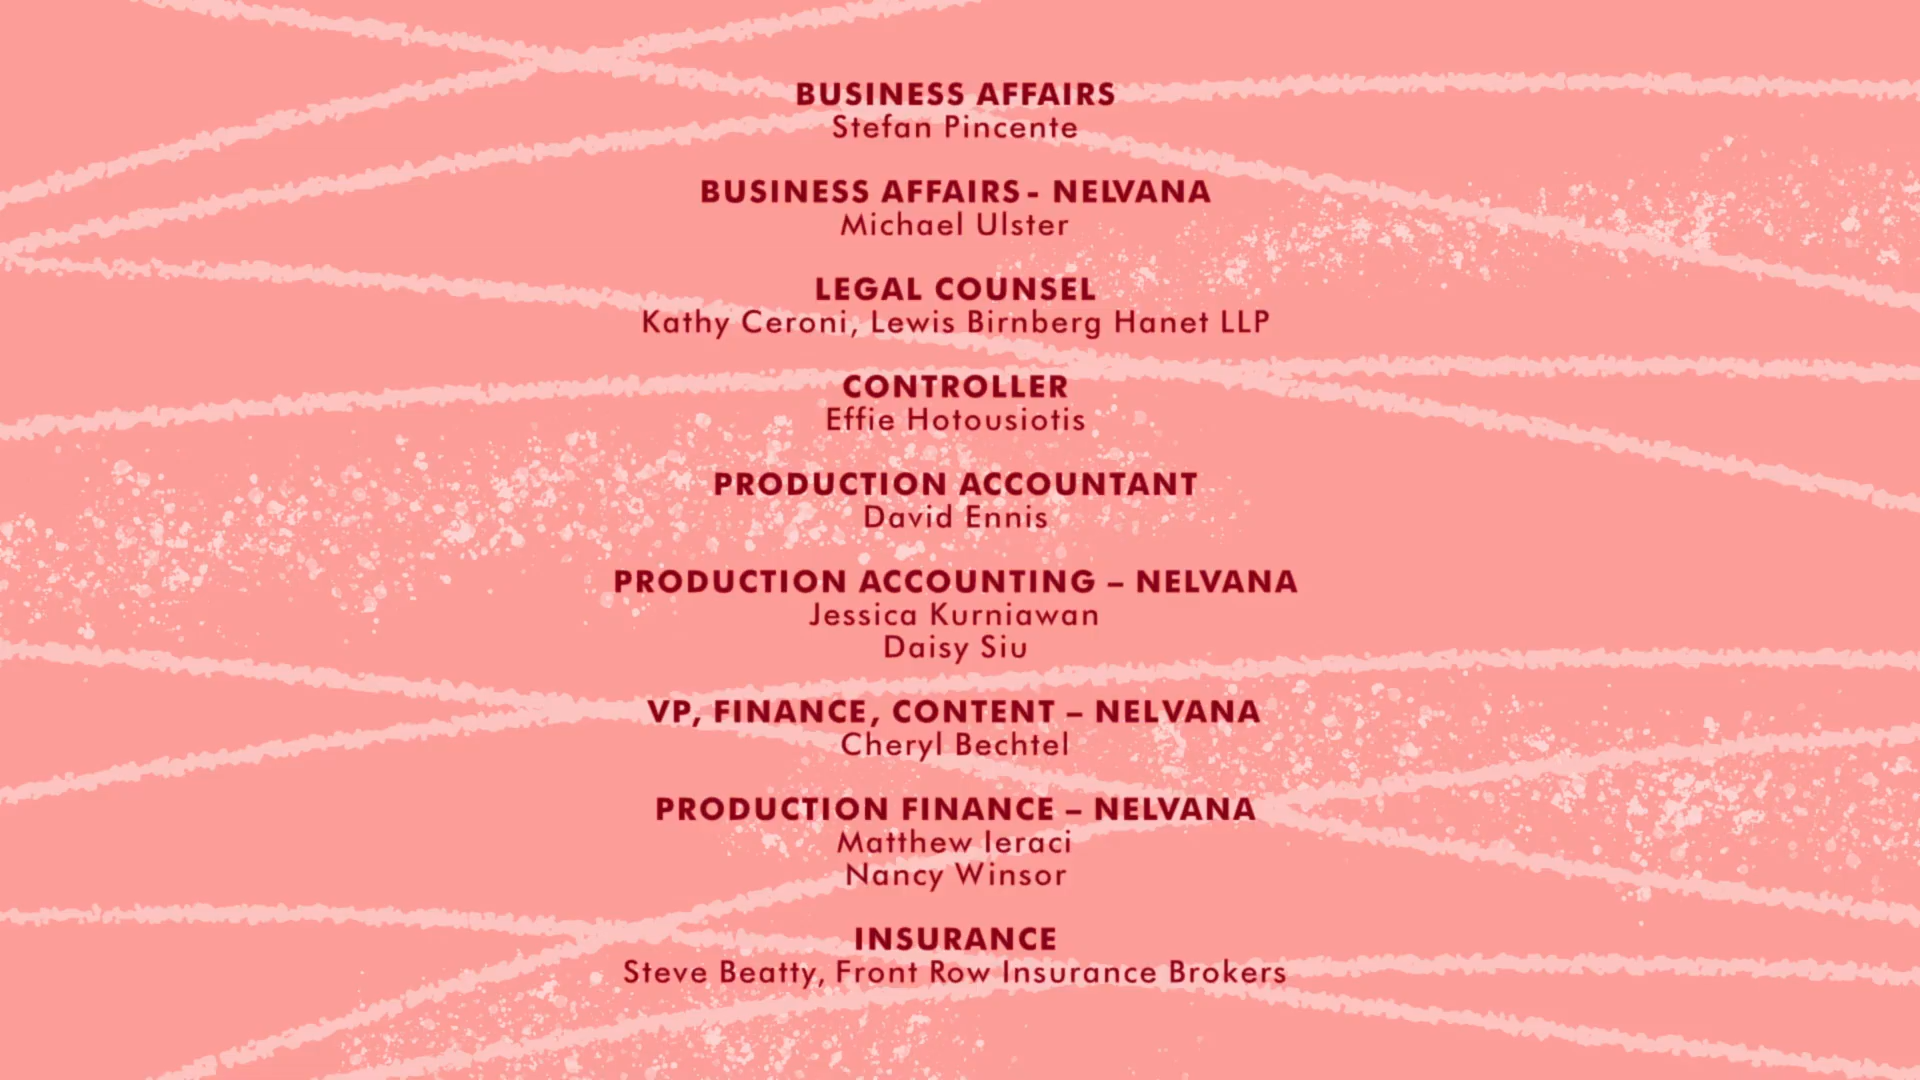 BUSINESS AFFAIRS
Stefan Pincente
BUSINESS AFFAIRS - NELVANA
Michael Ulster
LEGAL COUNSEL
Kathy Ceroni, Lewis Birnberg Hanet LLP
CONTROLLER
Effie Hotousiotis
PRODUCTION ACCOUNTANT
David Ennis
PRODUCTION ACCOUNTING – NELVANA
Jessica Kurniawan
Daisy Siu
VP, FINANCE, CONTENT – NELVANA
Cheryl Bechtel
PRODUCTION FINANCE – NELVANA
Matthew Ieraci
Nancy Winsor
INSURANCE
Steve Beatty, Front Row Insurance Brokers